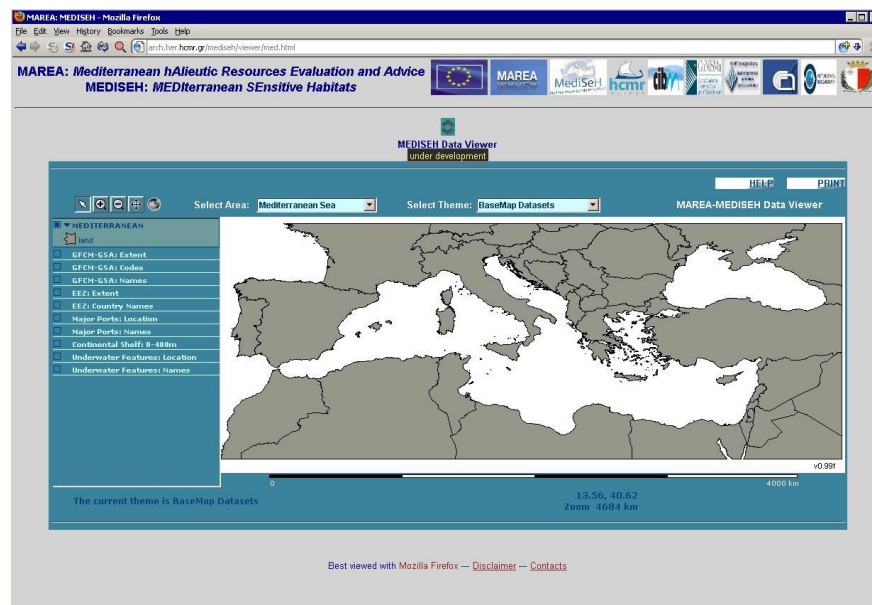 MAREA: MEDISEH - Mozilla Firefox
File Edit View History Bookmarks Tools Help
arch.her.hcmr.gr/mediseh/viewer/med.html
MAREA: Mediterranean hAlieutic Resources Evaluation and Advice
MEDISEH: MEDIterranean SEnsitive Habitats
MAREA
MediSeH
hcmr
cibm
MEDISEH Data Viewer
under development
HELP PRINT
Select Area: Mediterranean Sea Select Theme: BaseMap Datasets MAREA-MEDISEH Data Viewer
MEDITERRANEAN
land
GFCM-GSA: Extent
GFCM-GSA: Codes
GFCM-GSA: Names
EEZ: Extent
EEZ: Country Names
Major Ports: Location
Major Ports: Names
Continental Shelf: 0-400m
Underwater Features: Location
Underwater Features: Names
v0.99f
0 4000 km
The current theme is BaseMap Datasets
13.56, 40.62
Zoom 4684 km
Best viewed with Mozilla Firefox --- Disclaimer --- Contacts